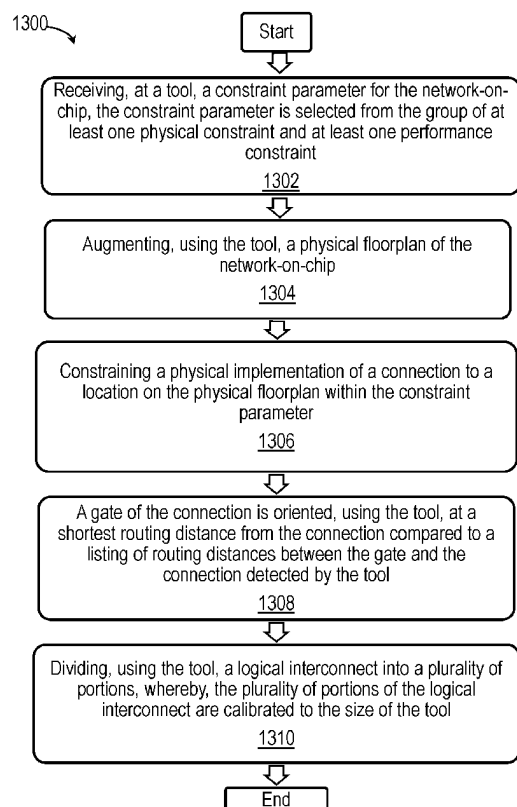 1300
Start
Receiving, at a tool, a constraint parameter for the network-on-
chip, the constraint parameter is selected from the group of at
least one physical constraint and at least one performance
constraint
1302
Augmenting, using the tool, a physical floorplan of the
network-on-chip
1304
Constraining a physical implementation of a connection to a
location on the physical floorplan within the constraint
parameter
1306
A gate of the connection is oriented, using the tool, at a
shortest routing distance from the connection compared to a
listing of routing distances between the gate and the
connection detected by the tool
1308
Dividing, using the tool, a logical interconnect into a plurality of
portions, whereby, the plurality of portions of the logical
interconnect are calibrated to the size of the tool
1310
End